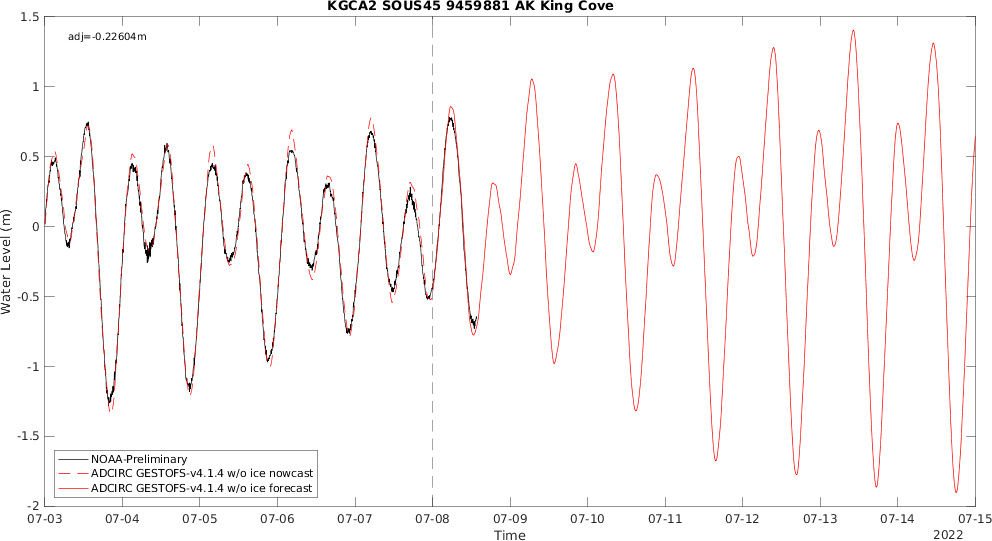 KGCA2 SOUS45 9459881 AK King Cove
adj=-0.22604m
1.5
1
0.5
0
-0.5
-1
-1.5
-2
Water Level (m)
NOAA-Preliminary
ADCIRC GESTOFS-v4.1.4 w/o ice nowcast
ADCIRC GESTOFS-v4.1.4 w/o ice forecast
07-03 07-04 07-05 07-06 07-07 07-08 07-09 07-10 07-11 07-12 07-13 07-14 07-15
Time
2022